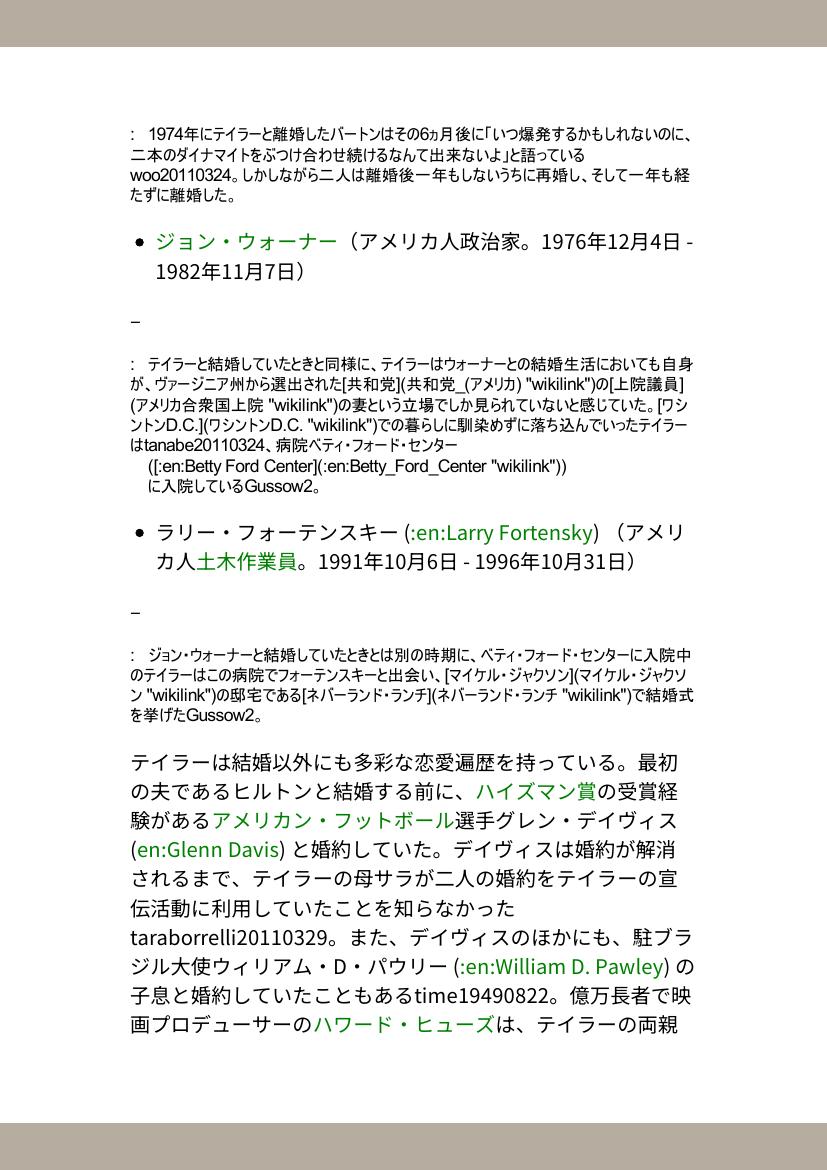 :　1974年にテイラーと離婚したバートンはその6ヵ月後に「いつ爆発するかもしれないのに、
二本のダイナマイトをぶつけ合わせ続けるなんて出来ないよ」と語っている
woo20110324。しかしながら二人は離婚後一年もしないうちに再婚し、そして一年も経
たずに離婚した。
● ジョン・ウォーナー（アメリカ人政治家。1976年12月4日 -
1982年11月7日）
–
:　テイラーと結婚していたときと同様に、テイラーはウォーナーとの結婚生活においても自身
が、ヴァージニア州から選出された[共和党](共和党_(アメリカ) "wikilink")の[上院議員]
(アメリカ合衆国上院 "wikilink")の妻という立場でしか見られていないと感じていた。[ワシ
ントンD.C.](ワシントンD.C. "wikilink")での暮らしに馴染めずに落ち込んでいったテイラー
はtanabe20110324、病院ベティ・フォード・センター
([:en:Betty Ford Center](:en:Betty_Ford_Center "wikilink"))
に入院しているGussow2。
● ラリー・フォーテンスキー (:en:Larry Fortensky) （アメリ
カ人土木作業員。1991年10月6日 - 1996年10月31日）
–
:　ジョン・ウォーナーと結婚していたときとは別の時期に、ベティ・フォード・センターに入院中
のテイラーはこの病院でフォーテンスキーと出会い、[マイケル・ジャクソン](マイケル・ジャクソ
ン "wikilink")の邸宅である[ネバーランド・ランチ](ネバーランド・ランチ "wikilink")で結婚式
を挙げたGussow2。
テイラーは結婚以外にも多彩な恋愛遍歴を持っている。最初
の夫であるヒルトンと結婚する前に、ハイズマン賞の受賞経
験があるアメリカン・フットボール選手グレン・デイヴィス
(en:Glenn Davis) と婚約していた。デイヴィスは婚約が解消
されるまで、テイラーの母サラが二人の婚約をテイラーの宣
伝活動に利用していたことを知らなかった
taraborrelli20110329。また、デイヴィスのほかにも、駐ブラ
ジル大使ウィリアム・D・パウリー (:en:William D. Pawley) の
子息と婚約していたこともあるtime19490822。億万長者で映
画プロデューサーのハワード・ヒューズは、テイラーの両親